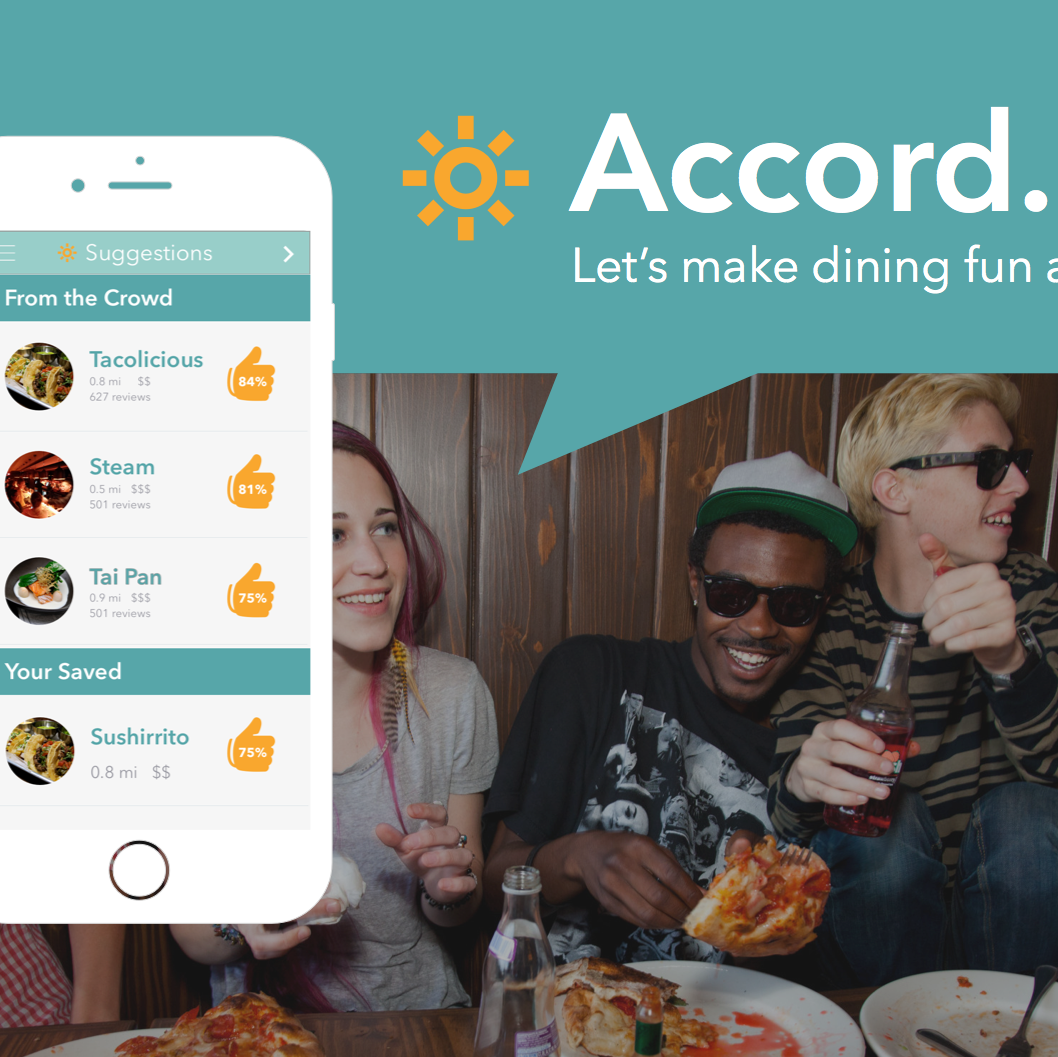 Accord.
Let's make dining fun a
Suggestions
From the Crowd
Tacolicious
0.8 mi $$
627 reviews
84%
Steam
0.5 mi $$$
501 reviews
81%
Tai Pan
0.9 mi $$$
501 reviews
75%
Your Saved
Sushirrito
0.8 mi $$
75%